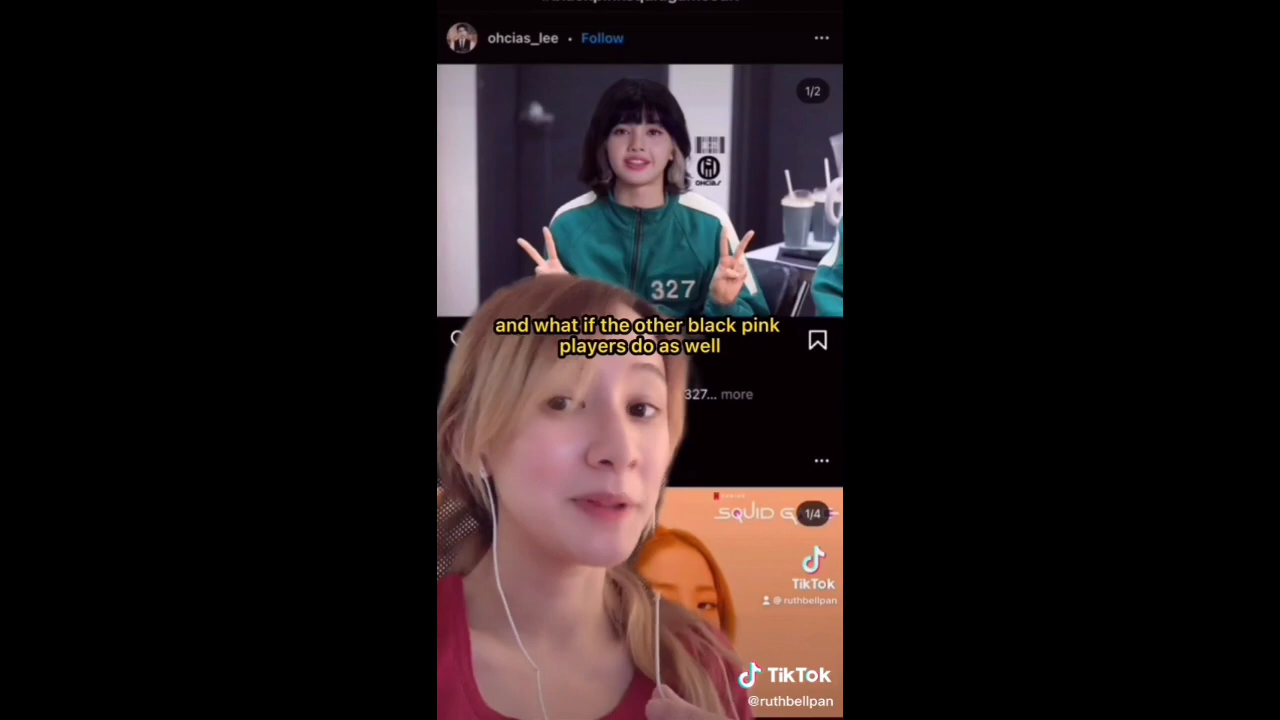 ohcias_lee • Follow
1/2
OHCIAS
327
and what if the other black pink
players do as well
327... more
SQUID G
1/4
TikTok
@ruthbellpan
TikTok
@ruthbellpan